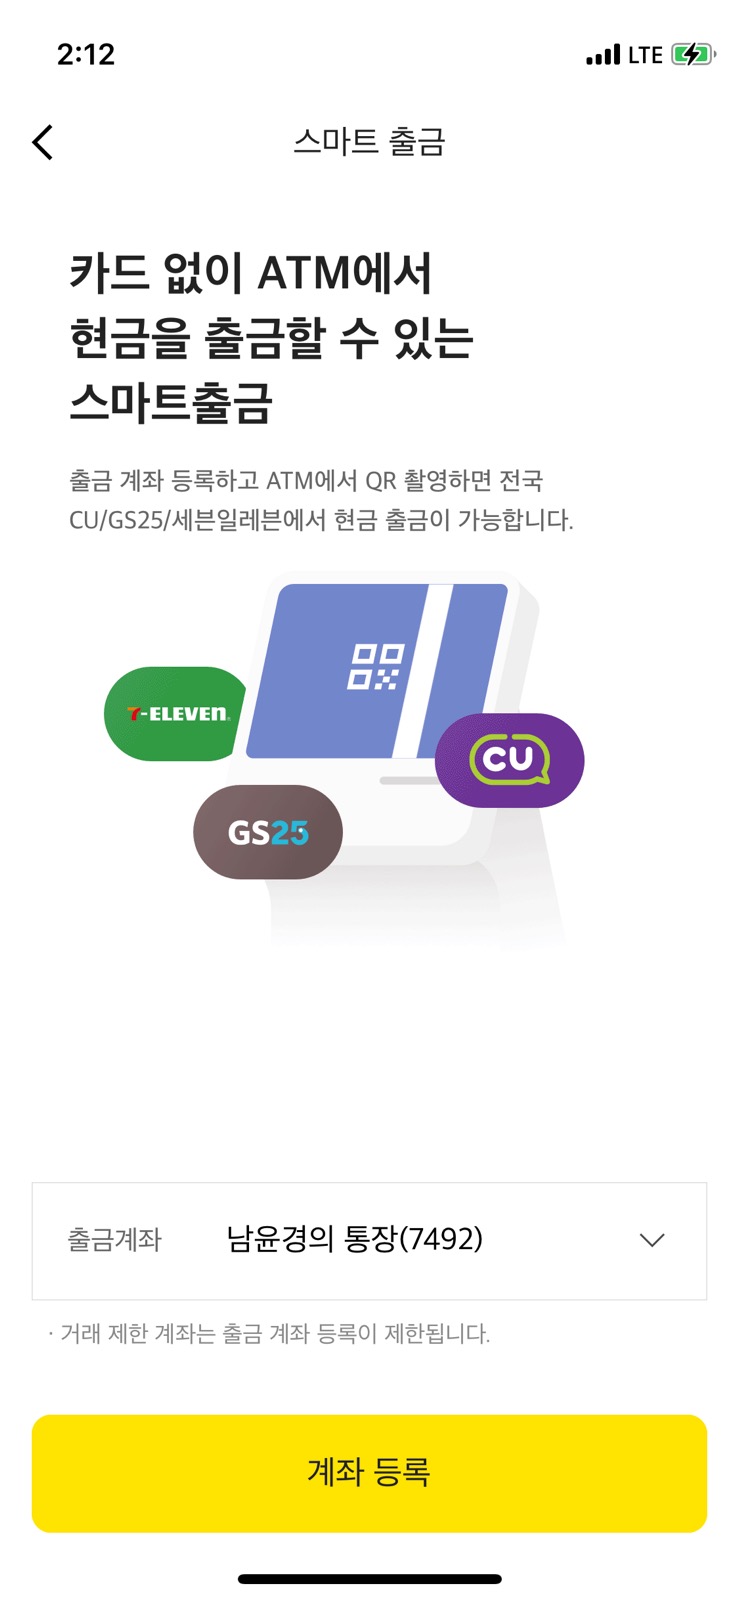 2:12
LTE
스마트 출금
카드 없이 ATM에서
현금을 출금할 수 있는
스마트출금
출금 계좌 등록하고 ATM에서 QR 촬영하면 전국
CU/GS25/세븐일레븐에서 현금 출금이 가능합니다.
7-ELEVEn
CU
GS25
출금계좌 남윤경의 통장(7492)
· 거래 제한 계좌는 출금 계좌 등록이 제한됩니다.
계좌 등록